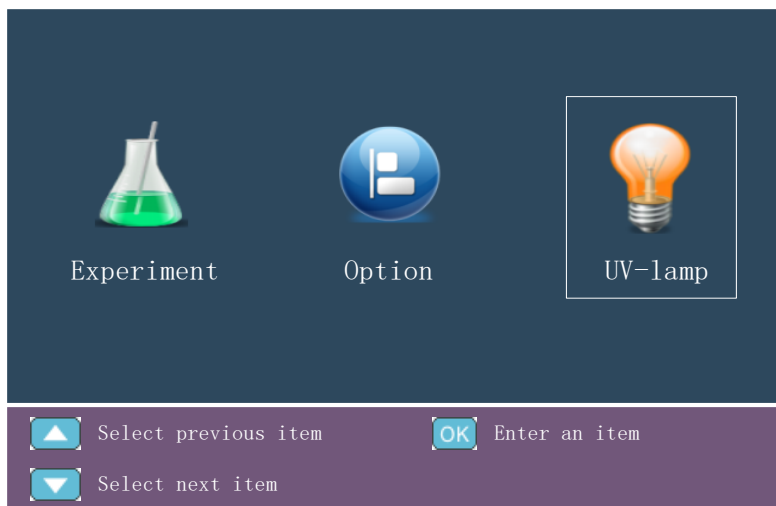 Experiment
Option
UV-lamp
Select previous item
OK
Enter an item
Select next item